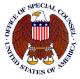 OFFICE OF SPECIAL COUNSEL
UNITED STATES OF AMERICA